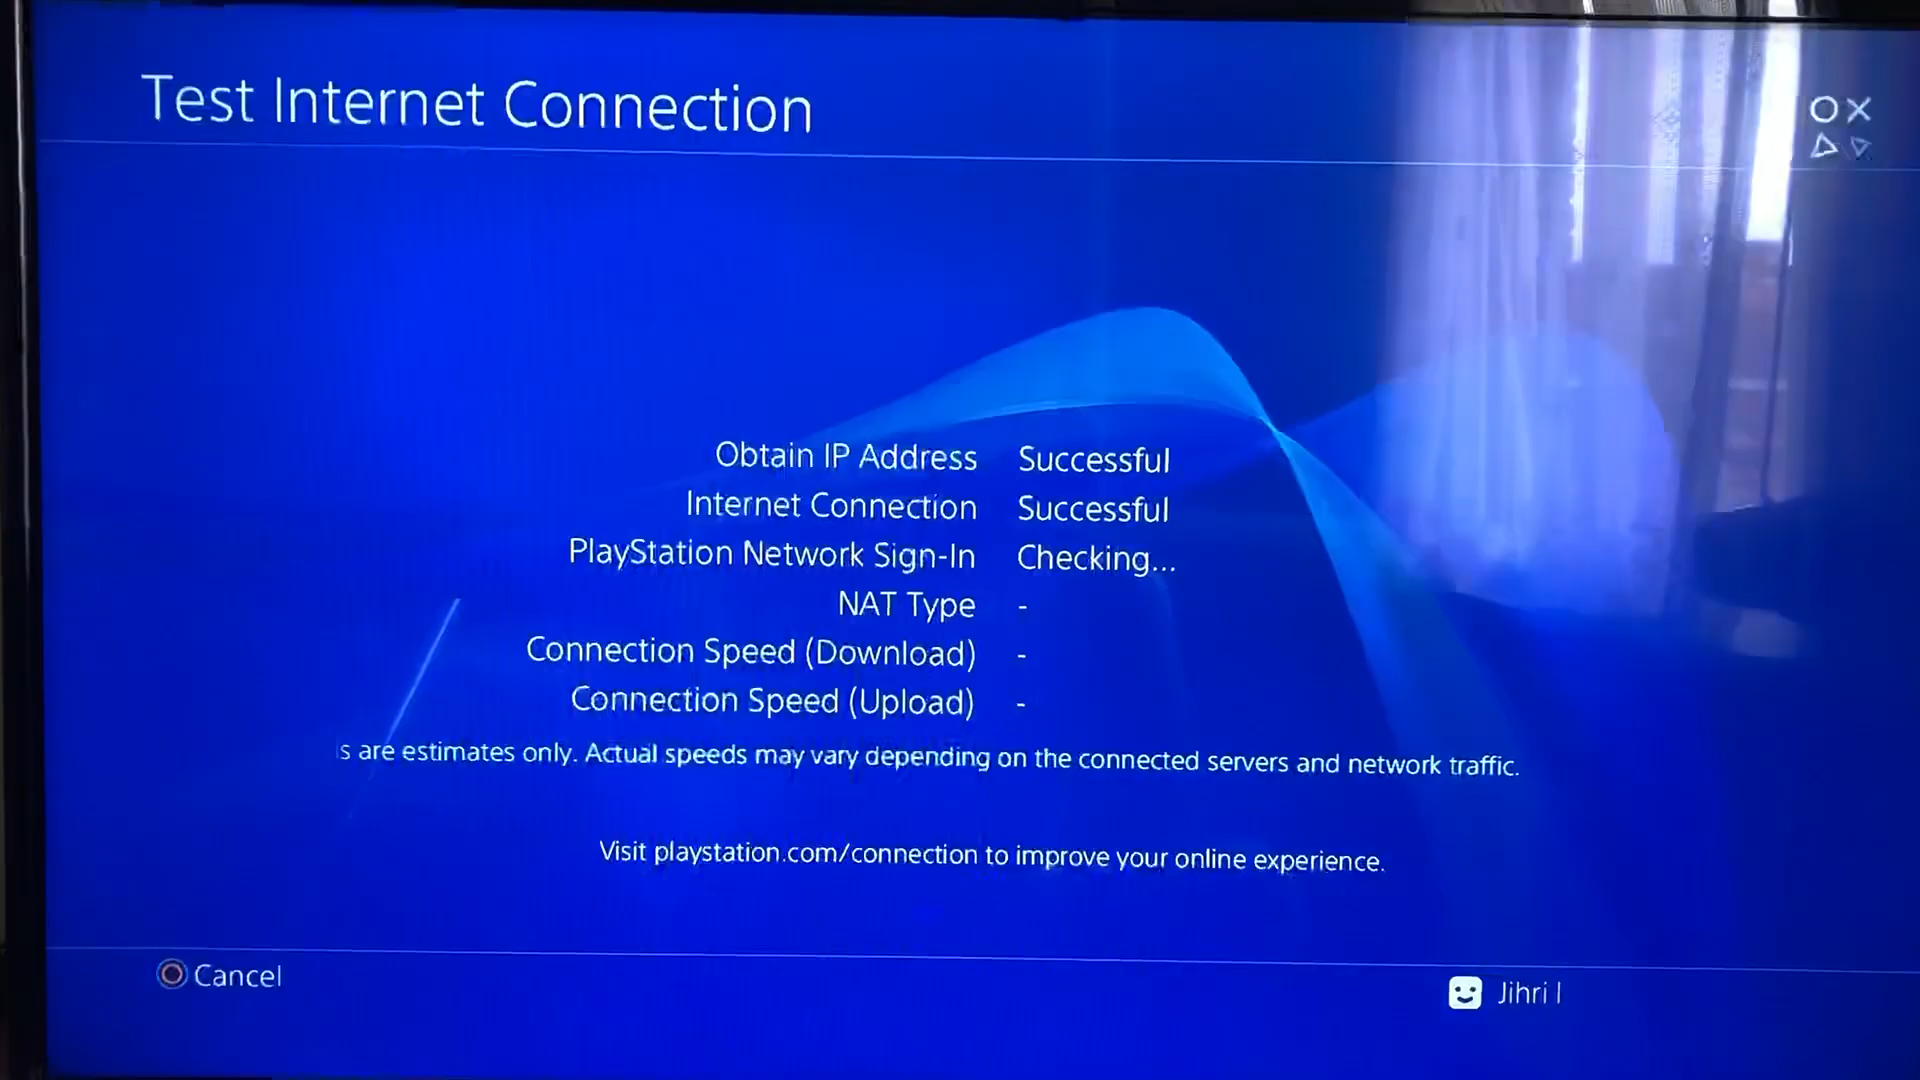 Test Internet Connection
Obtain IP Address Successful
Internet Connection Successful
PlayStation Network Sign-In Checking...
NAT Type -
Connection Speed (Download) -
Connection Speed (Upload) -
s are estimates only. Actual speeds may vary depending on the connected servers and network traffic.
Visit playstation.com/connection to improve your online experience.
Cancel
Jihri l